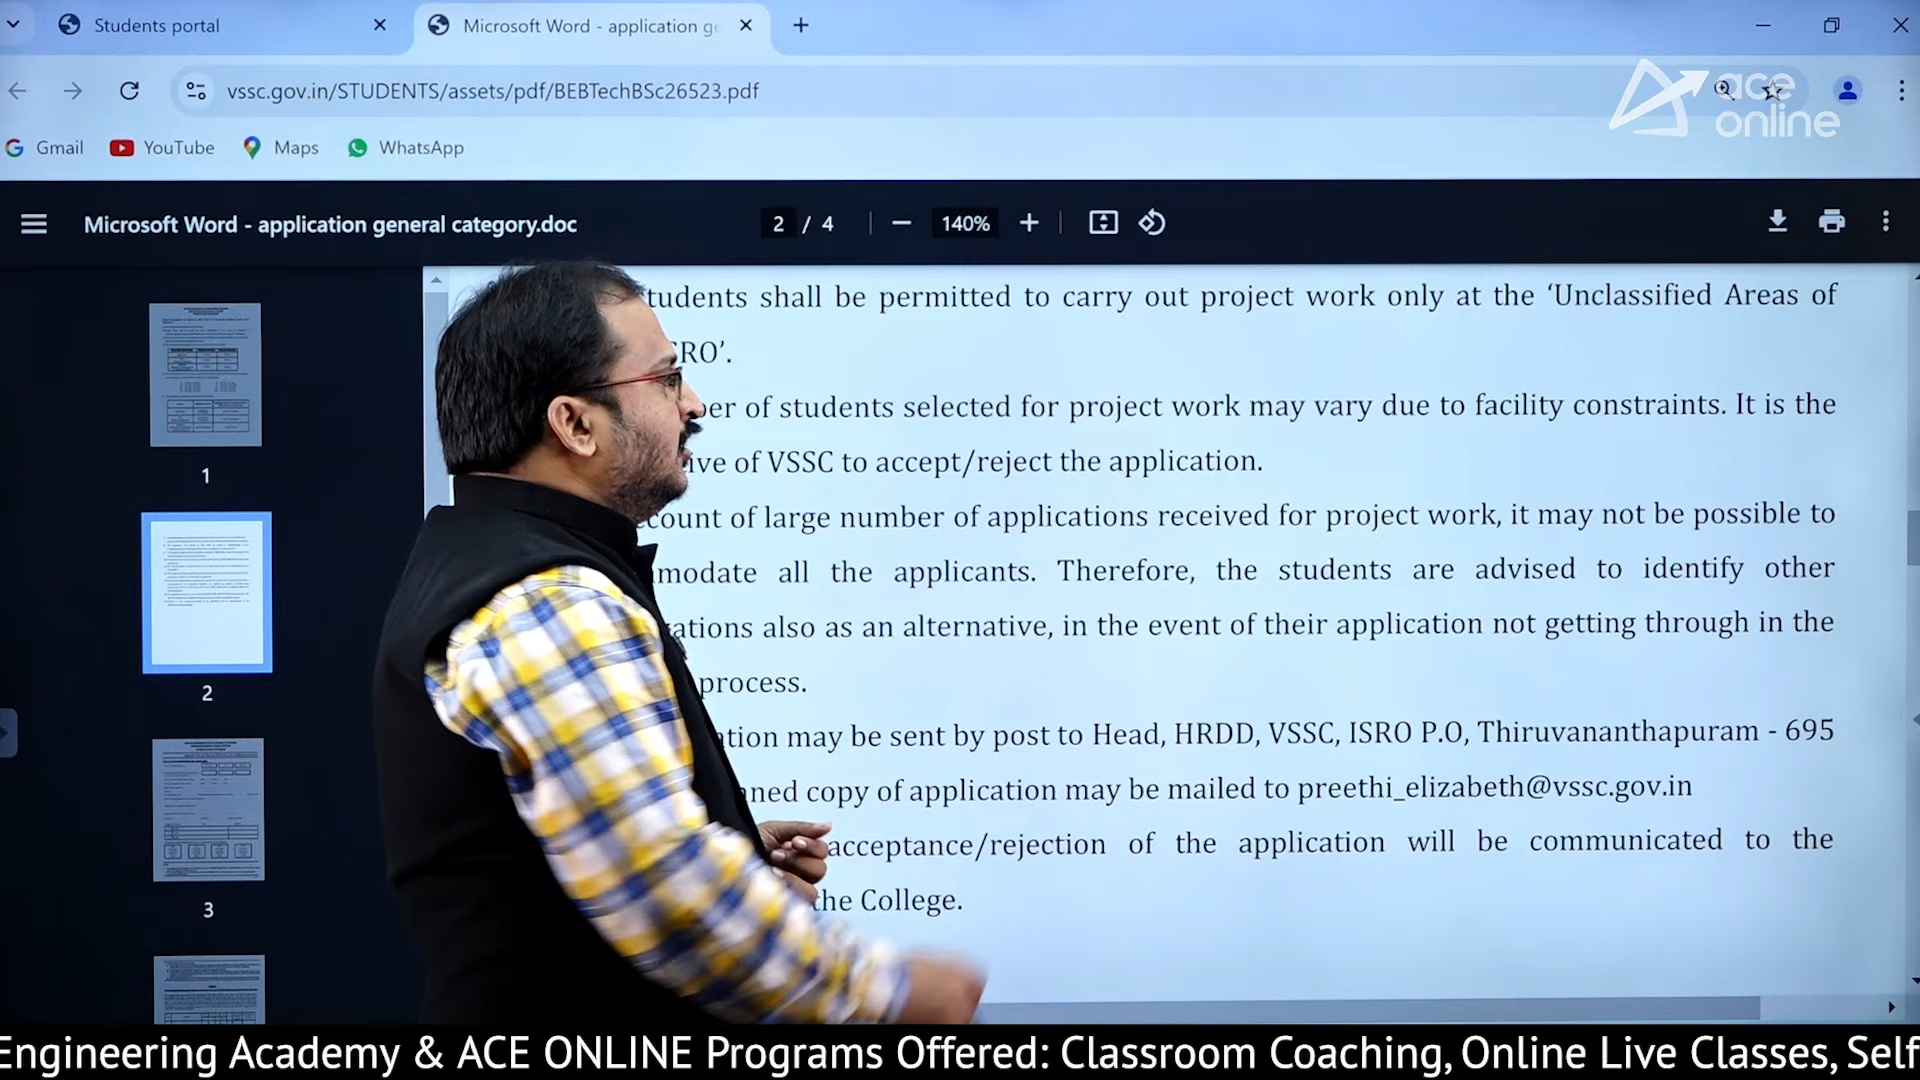 Students portal
Microsoft Word - application ge
vssc.gov.in/STUDENTS/assets/pdf/BEBTechBSc26523.pdf
ace
online
Gmail
YouTube
Maps
WhatsApp
Microsoft Word - application general category.doc
2 / 4
140%
tudents shall be permitted to carry out project work only at the ‘Unclassified Areas of
SRO’.
ber of students selected for project work may vary due to facility constraints. It is the
ive of VSSC to accept/reject the application.
count of large number of applications received for project work, it may not be possible to
modate all the applicants. Therefore, the students are advised to identify other
ations also as an alternative, in the event of their application not getting through in the
process.
tion may be sent by post to Head, HRDD, VSSC, ISRO P.O, Thiruvananthapuram - 695
nned copy of application may be mailed to preethi_elizabeth@vssc.gov.in
acceptance/rejection of the application will be communicated to the
the College.
1
2
3
Engineering Academy & ACE ONLINE Programs Offered: Classroom Coaching, Online Live Classes, Self